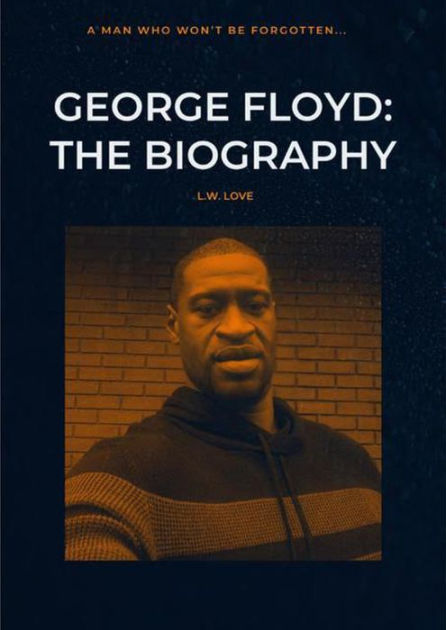 A MAN WHO WON'T BE FORGOTTEN...
GEORGE FLOYD:
THE BIOGRAPHY
L.W. LOVE